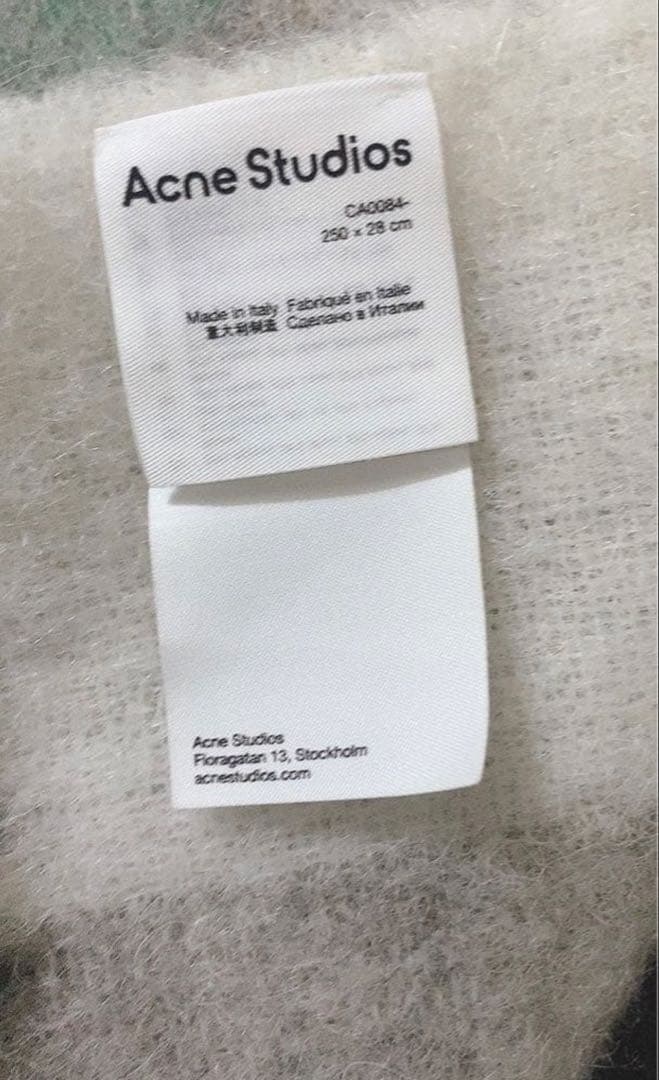 Acne Studios
CA0084-
250 × 28 cm
Made in Italy Fabriqué en Italie
意大利制造 Сделано в Италии
Acne Studios
Floragatan 13, Stockholm
acnestudios.com